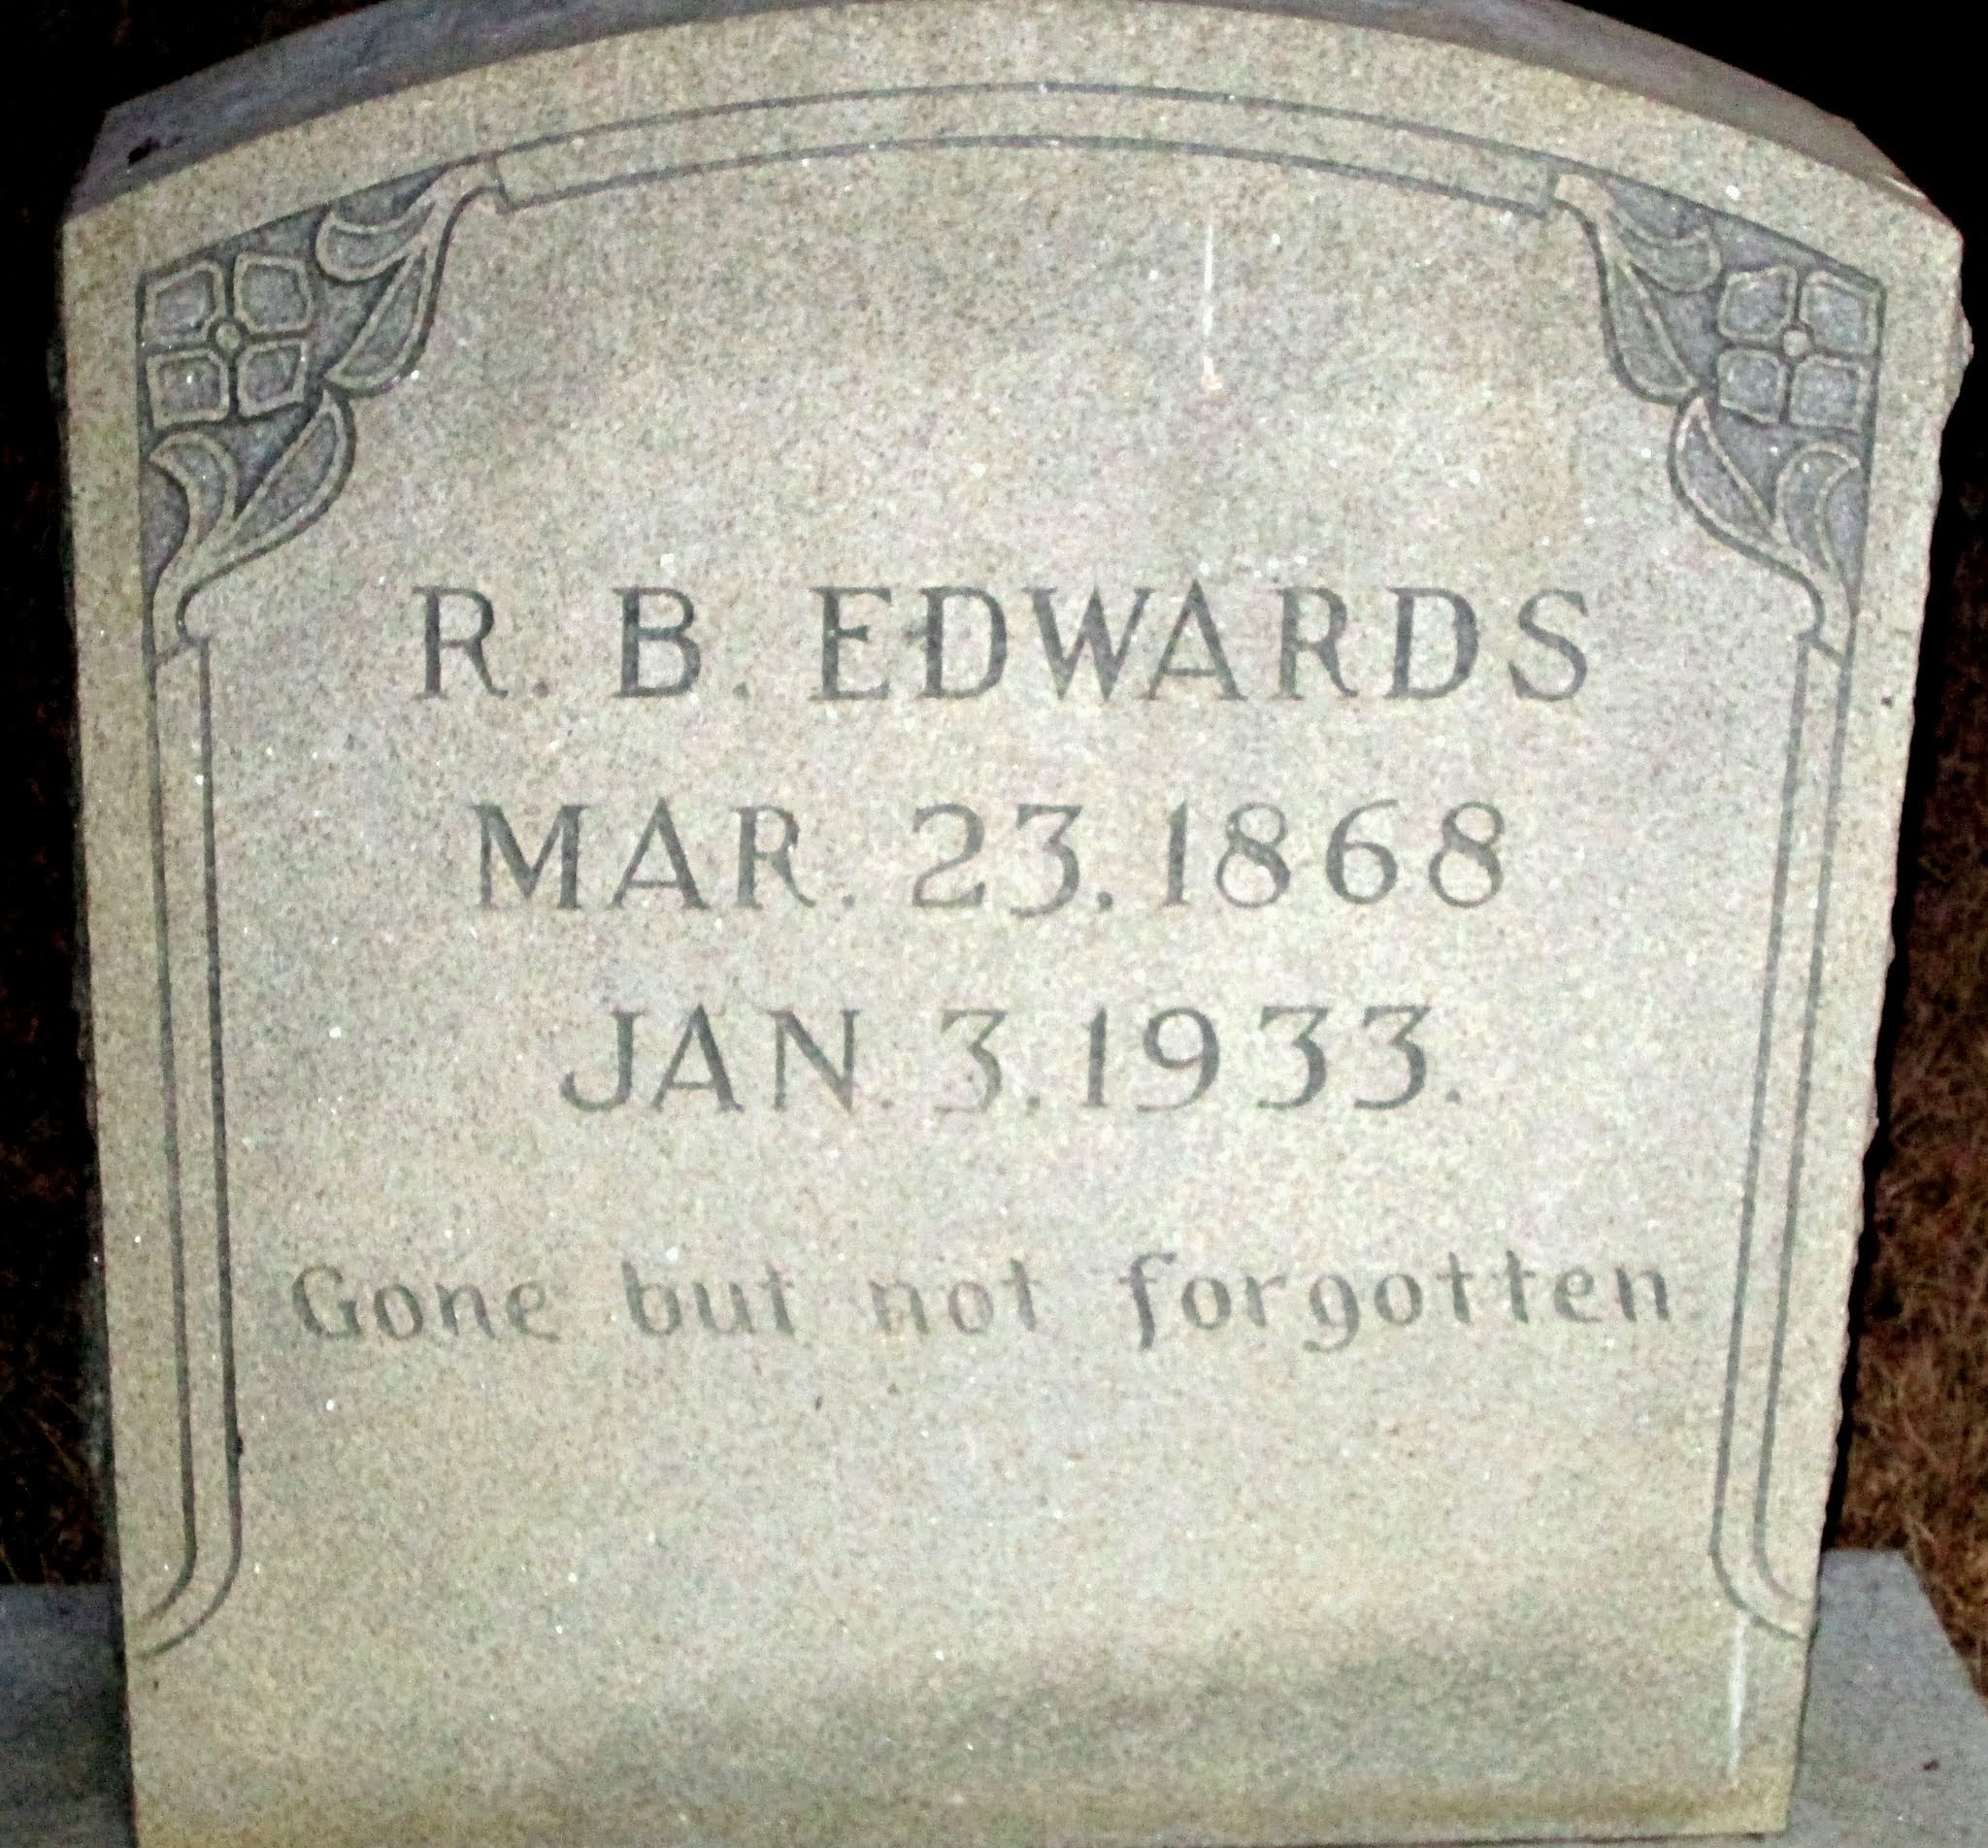 R. B. EDWARDS
MAR. 23, 1868
JAN. 3. 1933.
Gone but not forgotten